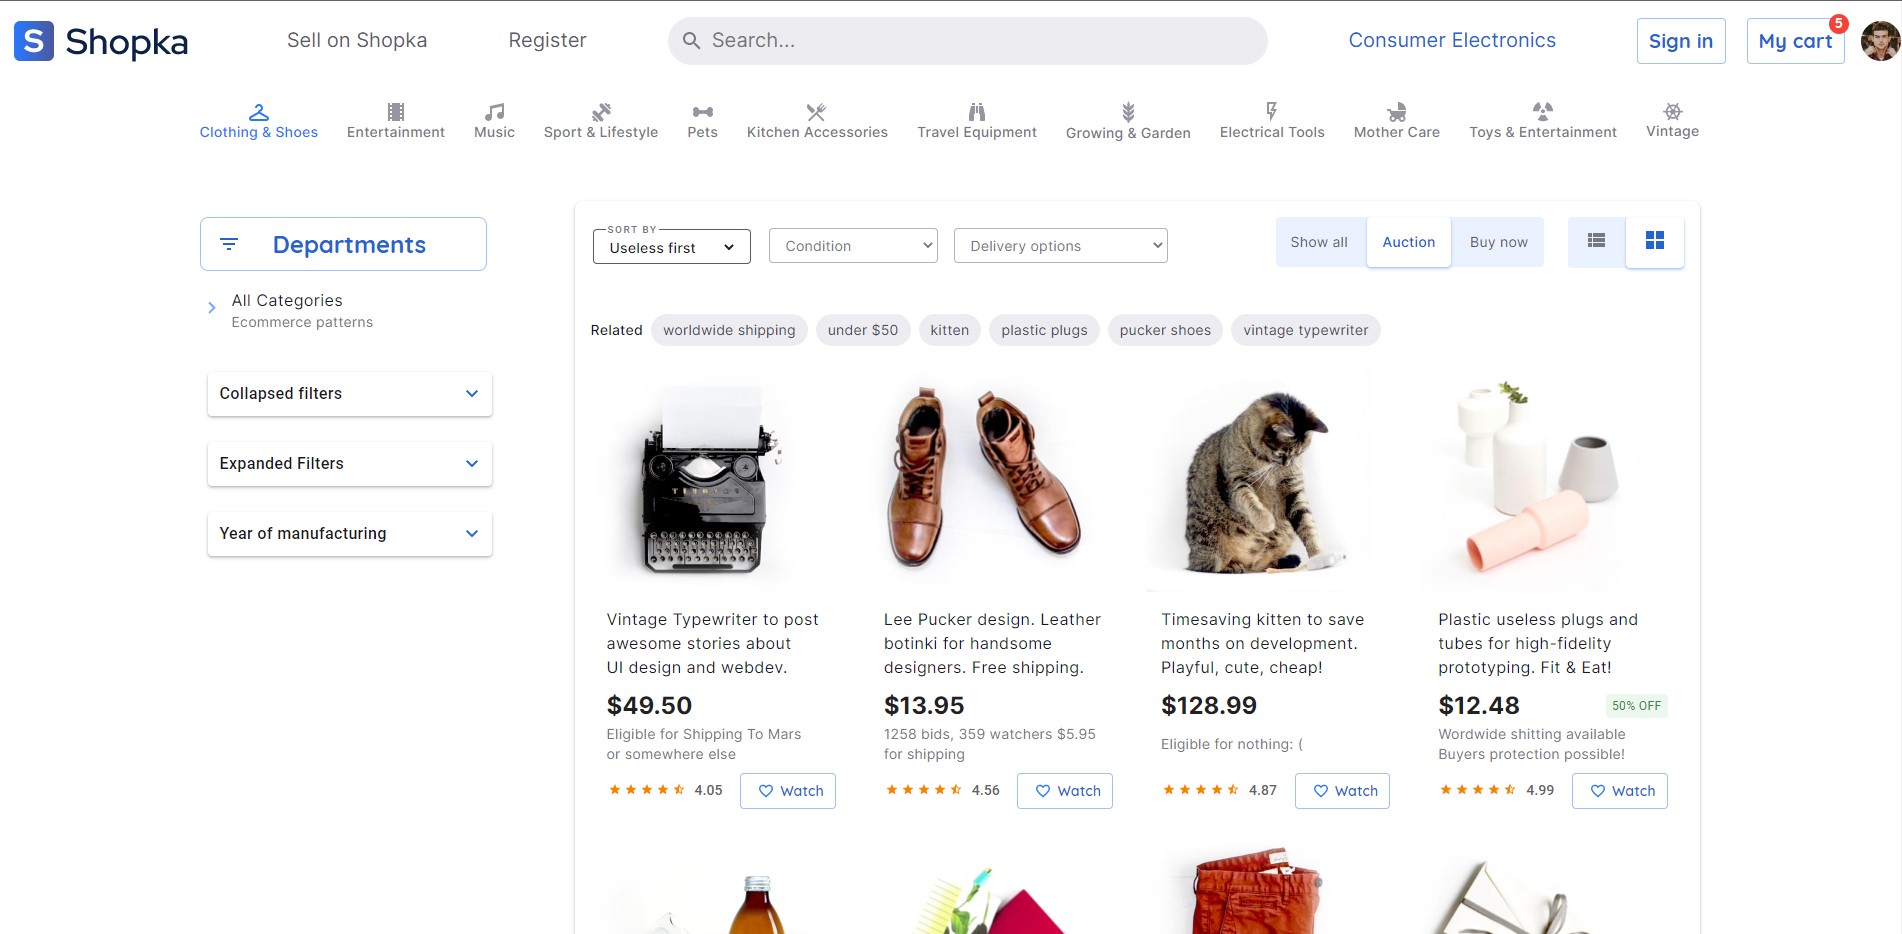 S Shopka
Sell on Shopka
Register
Search...
Consumer Electronics
Sign in
My cart
5
Clothing & Shoes
Entertainment
Music
Sport & Lifestyle
Pets
Kitchen Accessories
Travel Equipment
Growing & Garden
Electrical Tools
Mother Care
Toys & Entertainment
Vintage
Departments
All Categories
Ecommerce patterns
Collapsed filters
Expanded Filters
Year of manufacturing
SORT BY
Useless first
Condition
Delivery options
Show all
Auction
Buy now
Related
worldwide shipping
under $50
kitten
plastic plugs
pucker shoes
vintage typewriter
Vintage Typewriter to post
awesome stories about
UI design and webdev.
$49.50
Eligible for Shipping To Mars
or somewhere else
4.05
Watch
Lee Pucker design. Leather
botinki for handsome
designers. Free shipping.
$13.95
1258 bids, 359 watchers $5.95
for shipping
4.56
Watch
Timesaving kitten to save
months on development.
Playful, cute, cheap!
$128.99
Eligible for nothing: (
4.87
Watch
Plastic useless plugs and
tubes for high-fidelity
prototyping. Fit & Eat!
$12.48
50% OFF
Wordwide shitting available
Buyers protection possible!
4.99
Watch